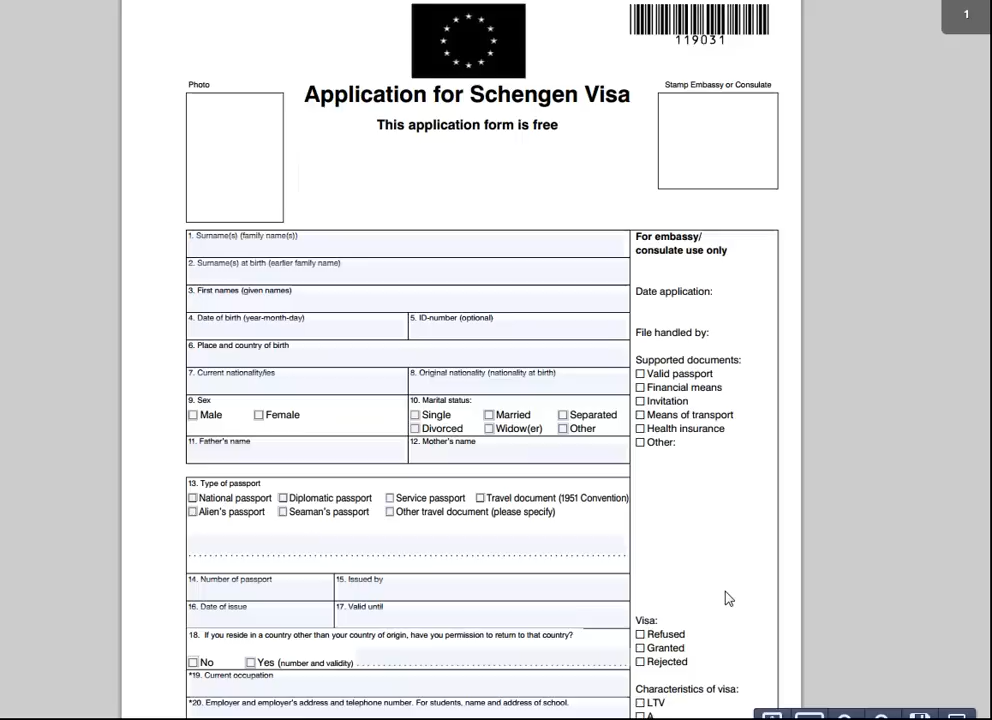 1
119031
Photo
Application for Schengen Visa
Stamp Embassy or Consulate
This application form is free
1. Surname(s) (family name(s))
2. Surname(s) at birth (earlier family name)
3. First names (given names)
4. Date of birth (year-month-day)
5. ID-number (optional)
6. Place and country of birth
7. Current nationality/ies
8. Original nationality (nationality at birth)
9. Sex
Male Female
10. Marital status:
Single Married Separated
Divorced Widow(er) Other
11. Father's name
12. Mother's name
13. Type of passport
National passport Diplomatic passport Service passport Travel document (1951 Convention)
Alien's passport Seaman's passport Other travel document (please specify)
14. Number of passport
15. Issued by
16. Date of issue
17. Valid until
18. If you reside in a country other than your country of origin, have you permission to return to that country?
No Yes (number and validity)
*19. Current occupation
*20. Employer and employer's address and telephone number. For students, name and address of school.
For embassy/
consulate use only
Date application:
File handled by:
Supported documents:
Valid passport
Financial means
Invitation
Means of transport
Health insurance
Other:
Visa:
Refused
Granted
Rejected
Characteristics of visa:
LTV
A